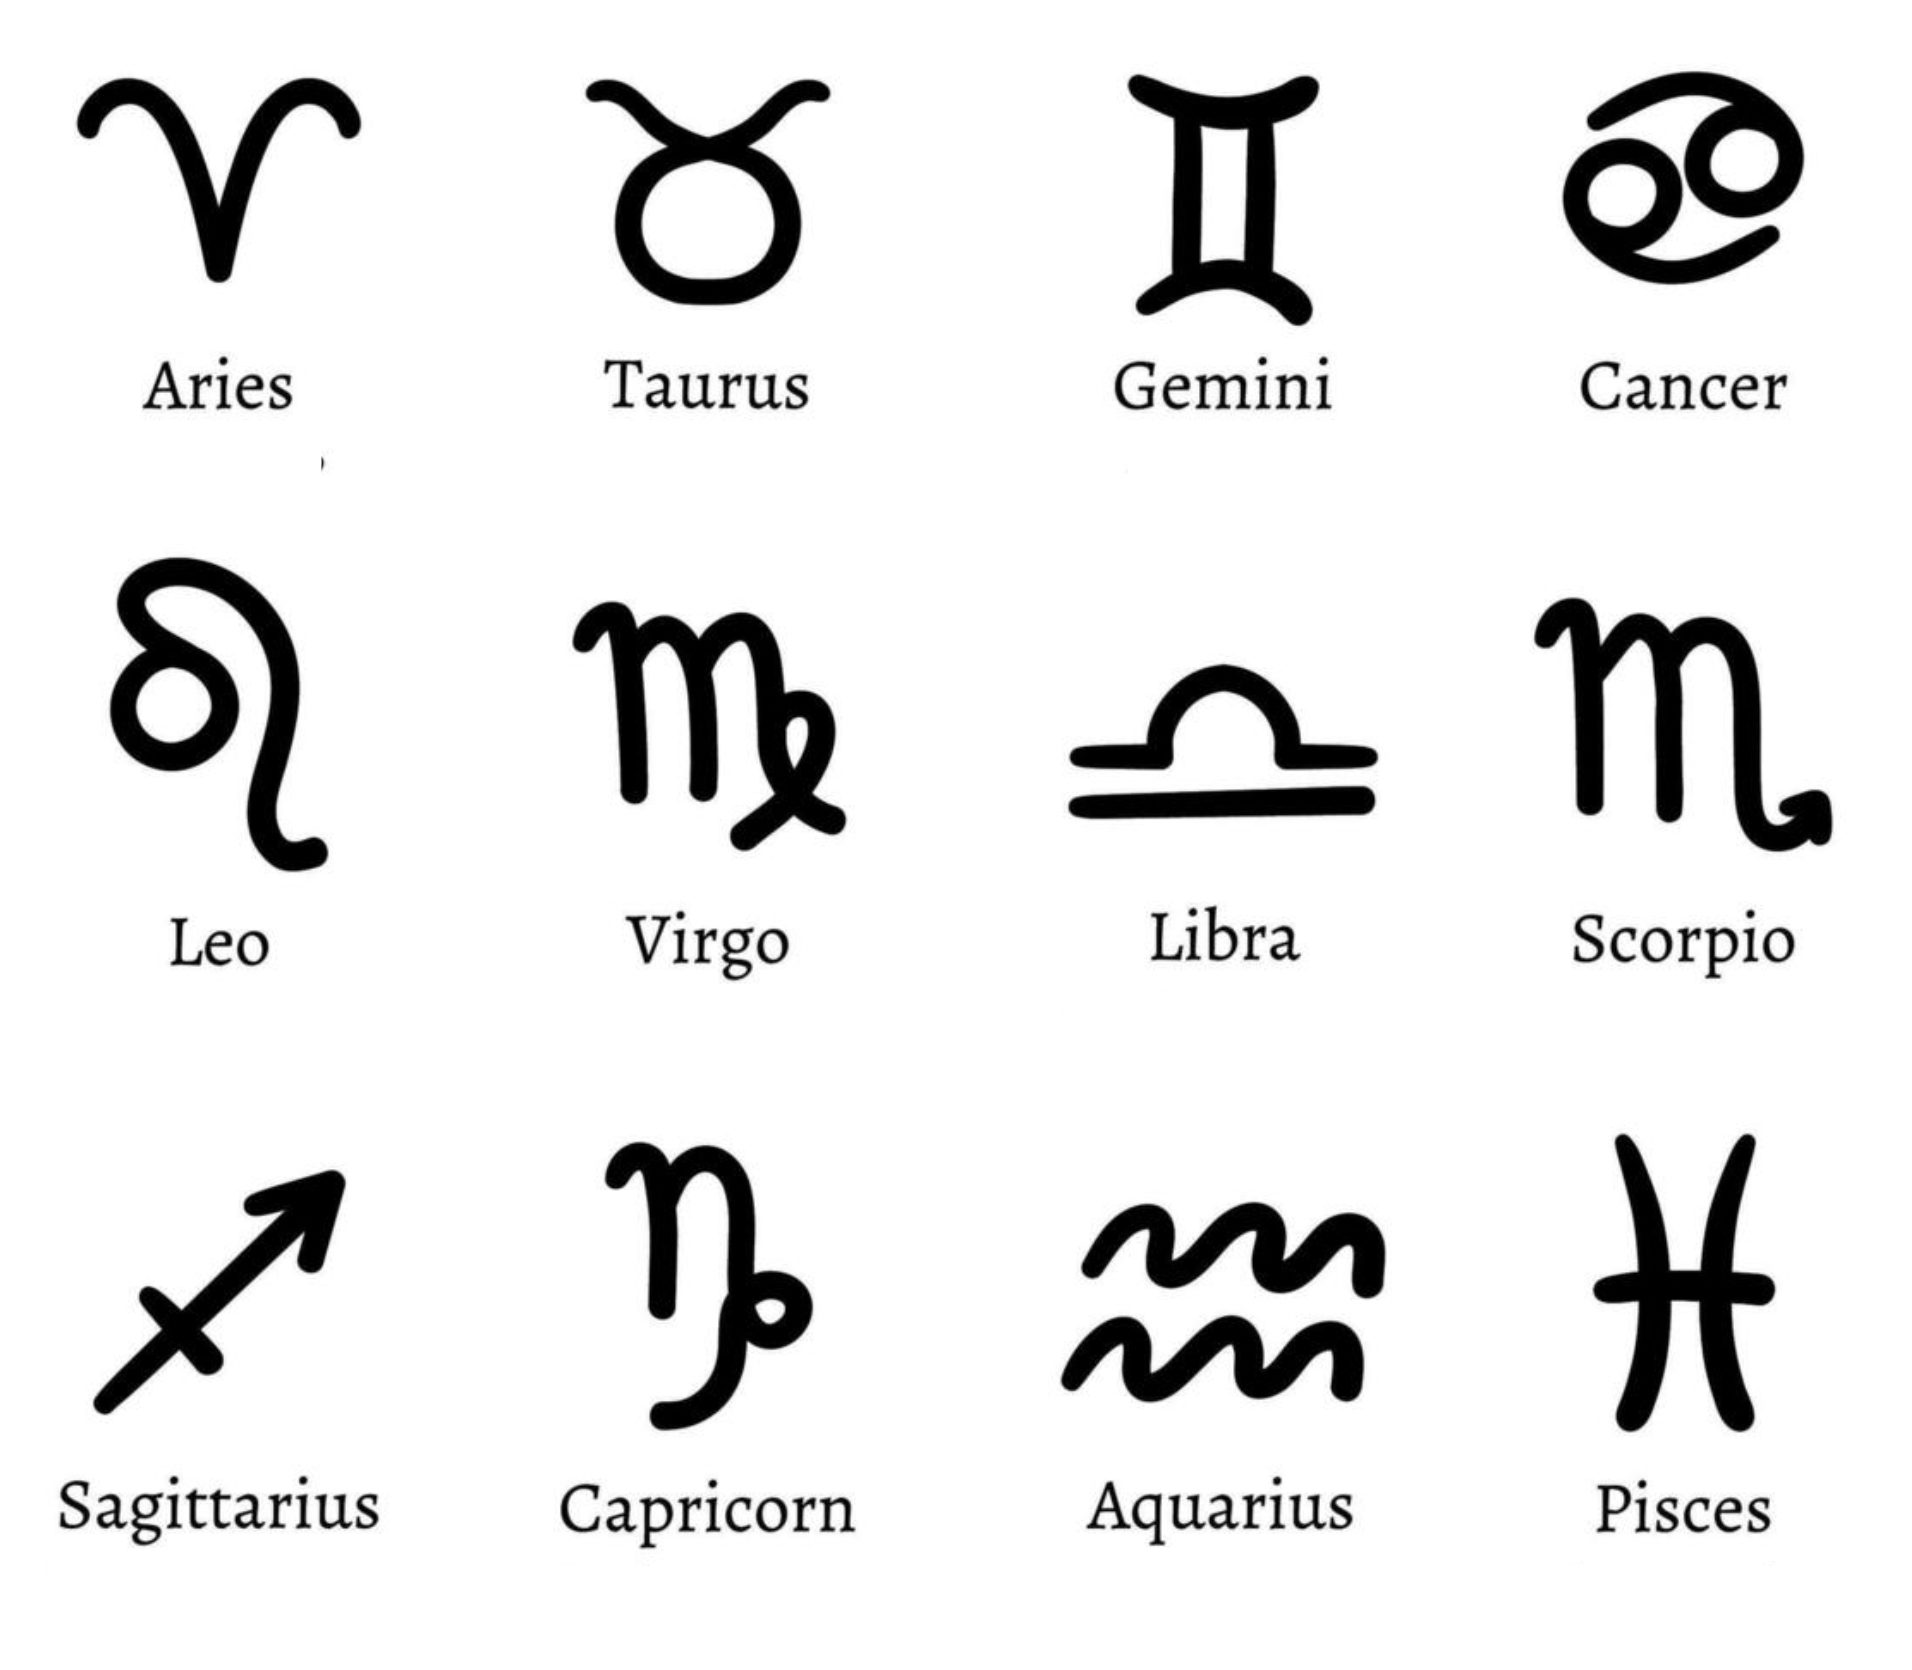 Aries Taurus Gemini Cancer
Leo Virgo Libra Scorpio
Sagittarius Capricorn Aquarius Pisces